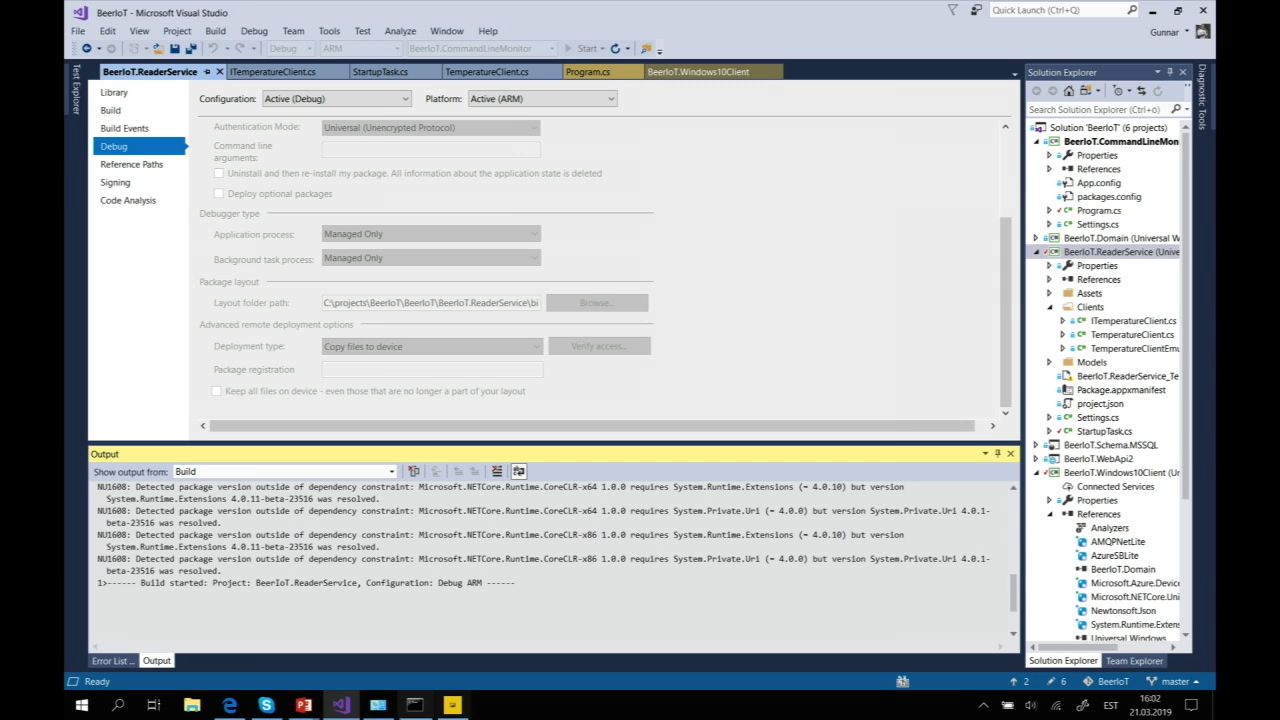 BeerIoT - Microsoft Visual Studio
Quick Launch (Ctrl+Q)
File Edit View Project Build Debug Team Tools Test Analyze Window Help
Gunnar
Debug ARM BeerIoT.CommandLineMonitor Start
Test Explorer
BeerIoT.ReaderService ITemperatureClient.cs StartupTask.cs TemperatureClient.cs Program.cs BeerIoT.Windows10Client
Library
Build
Build Events
Debug
Reference Paths
Signing
Code Analysis
Configuration: Active (Debug) Platform: Active (ARM)
Authentication Mode: Universal (Unencrypted Protocol)
Command line
arguments:
Uninstall and then re-install my package. All information about the application state is deleted
Deploy optional packages
Debugger type
Application process: Managed Only
Background task process: Managed Only
Package layout
Layout folder path: C:\projects\BeerIoT\BeerIoT\BeerIoT.ReaderService\bi Browse...
Advanced remote deployment options
Deployment type: Copy files to device Verify access...
Package registration
Keep all files on device - even those that are no longer a part of your layout
Output
Show output from: Build
NU1608: Detected package version outside of dependency constraint: Microsoft.NETCore.Runtime.CoreCLR-x64 1.0.0 requires System.Runtime.Extensions (= 4.0.10) but version
System.Runtime.Extensions 4.0.11-beta-23516 was resolved.
NU1608: Detected package version outside of dependency constraint: Microsoft.NETCore.Runtime.CoreCLR-x64 1.0.0 requires System.Private.Uri (= 4.0.0) but version System.Private.Uri 4.0.1-
beta-23516 was resolved.
NU1608: Detected package version outside of dependency constraint: Microsoft.NETCore.Runtime.CoreCLR-x86 1.0.0 requires System.Runtime.Extensions (= 4.0.10) but version
System.Runtime.Extensions 4.0.11-beta-23516 was resolved.
NU1608: Detected package version outside of dependency constraint: Microsoft.NETCore.Runtime.CoreCLR-x86 1.0.0 requires System.Private.Uri (= 4.0.0) but version System.Private.Uri 4.0.1-
beta-23516 was resolved.
1>------ Build started: Project: BeerIoT.ReaderService, Configuration: Debug ARM ------
Error List ... Output
Solution Explorer
Search Solution Explorer (Ctrl+o)
Solution 'BeerIoT' (6 projects)
BeerIoT.CommandLineMon
Properties
References
App.config
packages.config
Program.cs
Settings.cs
BeerIoT.Domain (Universal W
BeerIoT.ReaderService (Unive
Properties
References
Assets
Clients
ITemperatureClient.cs
TemperatureClient.cs
TemperatureClientEmu
Models
BeerIoT.ReaderService_Te
Package.appxmanifest
project.json
Settings.cs
StartupTask.cs
BeerIoT.Schema.MSSQL
BeerIoT.WebApi2
BeerIoT.Windows10Client (Un
Connected Services
Properties
References
Analyzers
AMQPNetLite
AzureSBLite
BeerIoT.Domain
Microsoft.Azure.Device
Microsoft.NETCore.Uni
Newtonsoft.Json
System.Runtime.Extens
Universal Windows
Solution Explorer Team Explorer
Diagnostic Tools
Ready
2 6 BeerIoT master
EST
16:02
21.03.2019